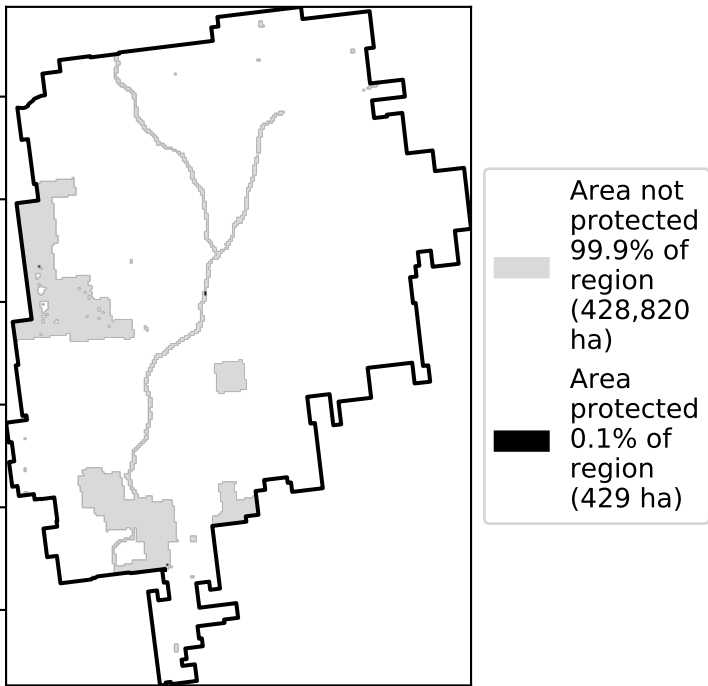 Area not
protected
99.9% of
region
(428,820
ha)
Area
protected
0.1% of
region
(429 ha)